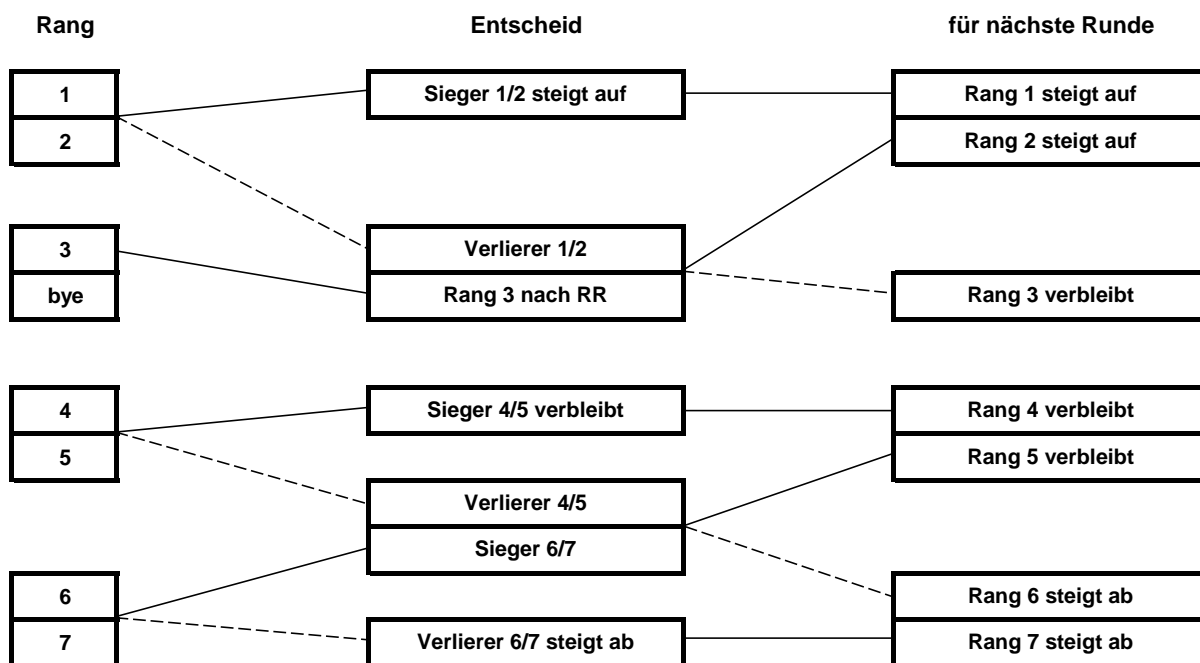 Rang Entscheid für nächste Runde
1 Sieger 1/2 steigt auf Rang 1 steigt auf
2 Rang 2 steigt auf
3 Verlierer 1/2
bye Rang 3 nach RR Rang 3 verbleibt
4 Sieger 4/5 verbleibt Rang 4 verbleibt
5 Rang 5 verbleibt
Verlierer 4/5
Sieger 6/7
6 Rang 6 steigt ab
7 Verlierer 6/7 steigt ab Rang 7 steigt ab